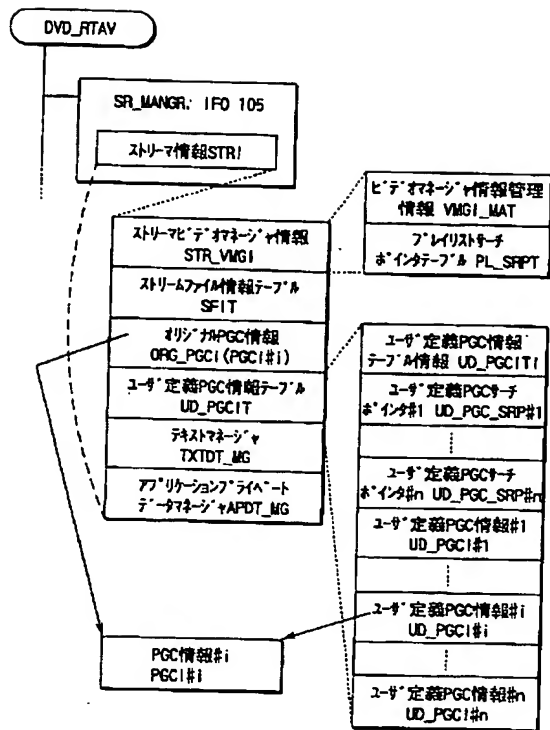 DVD_RTAV
SR_MANGR: IFO 105
ストリーマ情報STRI
ストリーマビデオマネージャ情報
STR_VMGI
ストリームファイル情報テーブル
SFIT
オリジナルPGC情報
ORG_PGCI(PGCI#i)
ユーザ定義PGC情報テーブル
UD_PGCIT
テキストマネージャ
TXTDT_MG
アプリケーションプライベート
データマネージャAPDT_MG
ビデオマネージャ情報管理
情報 VMGI_MAT
プレイリストサーチ
ポインタテーブル PL_SRPT
ユーザ定義PGC情報
テーブル情報 UD_PGCITI
ユーザ定義PGCサーチ
ポインタ#1 UD_PGC_SRP#1
ユーザ定義PGCサーチ
ポインタ#n UD_PGC_SRP#n
ユーザ定義PGC情報#1
UD_PGCI#1
ユーザ定義PGC情報#i
UD_PGCI#i
ユーザ定義PGC情報#n
UD_PGCI#n
PGC情報#i
PGCI#i